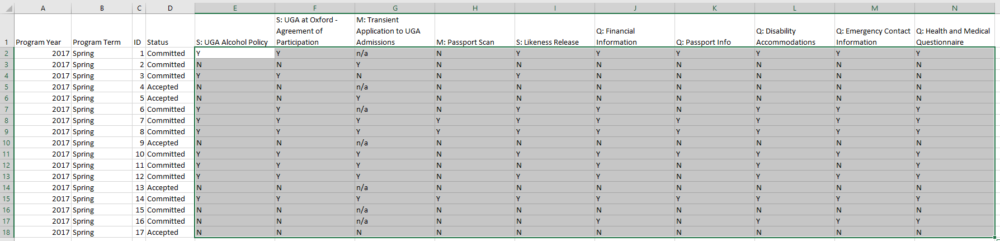 A B C D E F G H I J K L M N
1 Program Year Program Term ID Status S: UGA Alcohol Policy S: UGA at Oxford - Agreement of Participation M: Transient Application to UGA Admissions M: Passport Scan S: Likeness Release Q: Financial Information Q: Passport Info Q: Disability Accommodations Q: Emergency Contact Information Q: Health and Medical Questionnaire
2 2017 Spring 1 Committed Y Y n/a N Y Y Y Y Y Y
3 2017 Spring 2 Committed N N Y N N N N N N N
4 2017 Spring 3 Committed Y Y N N Y N N N N N
5 2017 Spring 4 Accepted N N n/a N N N N N N N
6 2017 Spring 5 Accepted N N Y N N N N N N N
7 2017 Spring 6 Committed Y Y n/a N Y Y N Y Y Y
8 2017 Spring 7 Committed Y Y Y Y Y Y Y Y Y Y
9 2017 Spring 8 Committed Y Y Y Y Y Y Y Y Y Y
10 2017 Spring 9 Accepted N N n/a N N N N N N N
11 2017 Spring 10 Committed Y Y Y N Y Y Y Y Y Y
12 2017 Spring 11 Committed Y Y Y N N Y N Y N Y
13 2017 Spring 12 Committed Y Y Y N Y Y N Y Y Y
14 2017 Spring 13 Accepted N N n/a N N N N N N N
15 2017 Spring 14 Committed Y Y Y Y Y Y Y Y Y Y
16 2017 Spring 15 Committed N N n/a N N N N N N N
17 2017 Spring 16 Committed N N n/a N N Y N Y Y Y
18 2017 Spring 17 Accepted N N N N N N N N N N